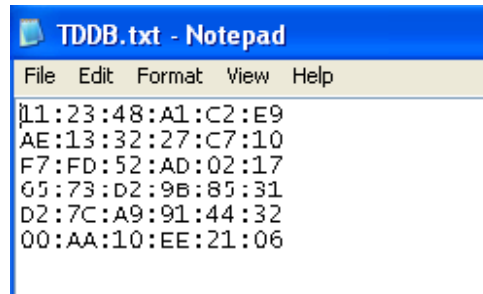 TDDB.txt - Notepad
File Edit Format View Help
11:23:48:A1:C2:E9
AE:13:32:27:C7:10
F7:FD:52:AD:02:17
65:73:D2:9B:85:31
D2:7C:A9:91:44:32
00:AA:10:EE:21:06